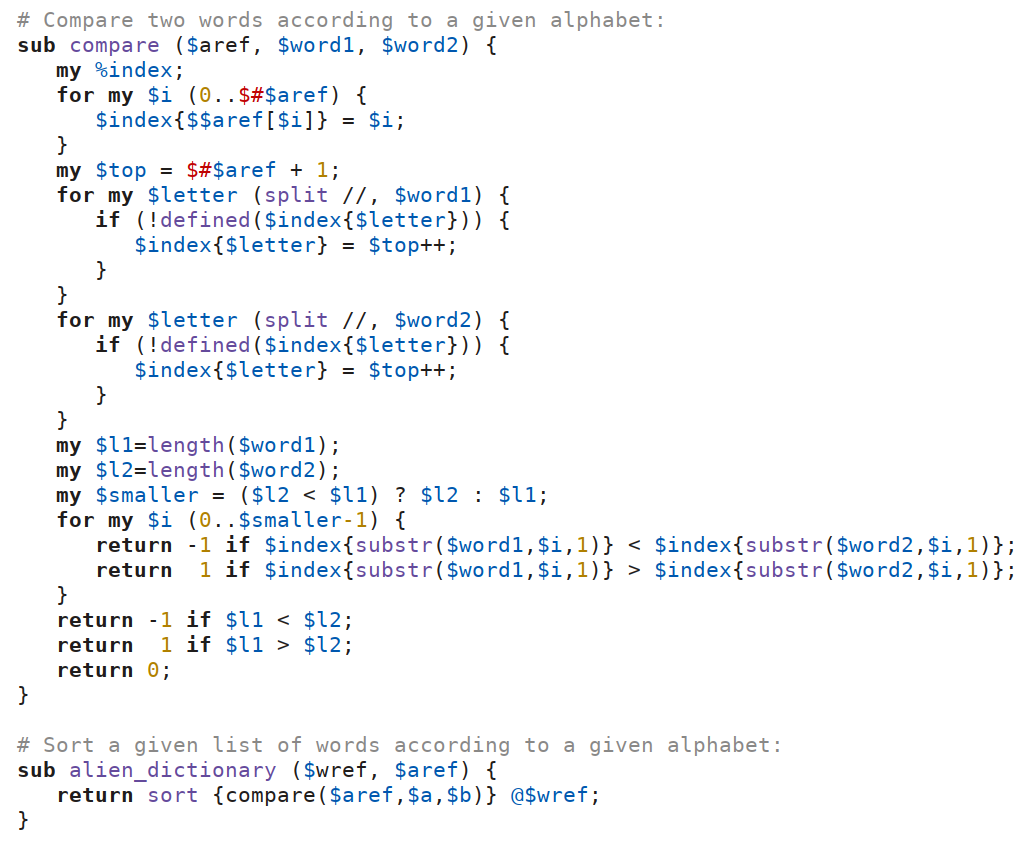 # Compare two words according to a given alphabet:
sub compare ($aref, $word1, $word2) {
   my %index;
   for my $i (0..$#$aref) {
      $index{$$aref[$i]} = $i;
   }
   my $top = $#$aref + 1;
   for my $letter (split //, $word1) {
      if (!defined($index{$letter})) {
         $index{$letter} = $top++;
      }
   }
   for my $letter (split //, $word2) {
      if (!defined($index{$letter})) {
         $index{$letter} = $top++;
      }
   }
   my $l1=length($word1);
   my $l2=length($word2);
   my $smaller = ($l2 < $l1) ? $l2 : $l1;
   for my $i (0..$smaller-1) {
      return -1 if $index{substr($word1,$i,1)} < $index{substr($word2,$i,1)};
      return  1 if $index{substr($word1,$i,1)} > $index{substr($word2,$i,1)};
   }
   return -1 if $l1 < $l2;
   return  1 if $l1 > $l2;
   return 0;
}

# Sort a given list of words according to a given alphabet:
sub alien_dictionary ($wref, $aref) {
   return sort {compare($aref,$a,$b)} @$wref;
}